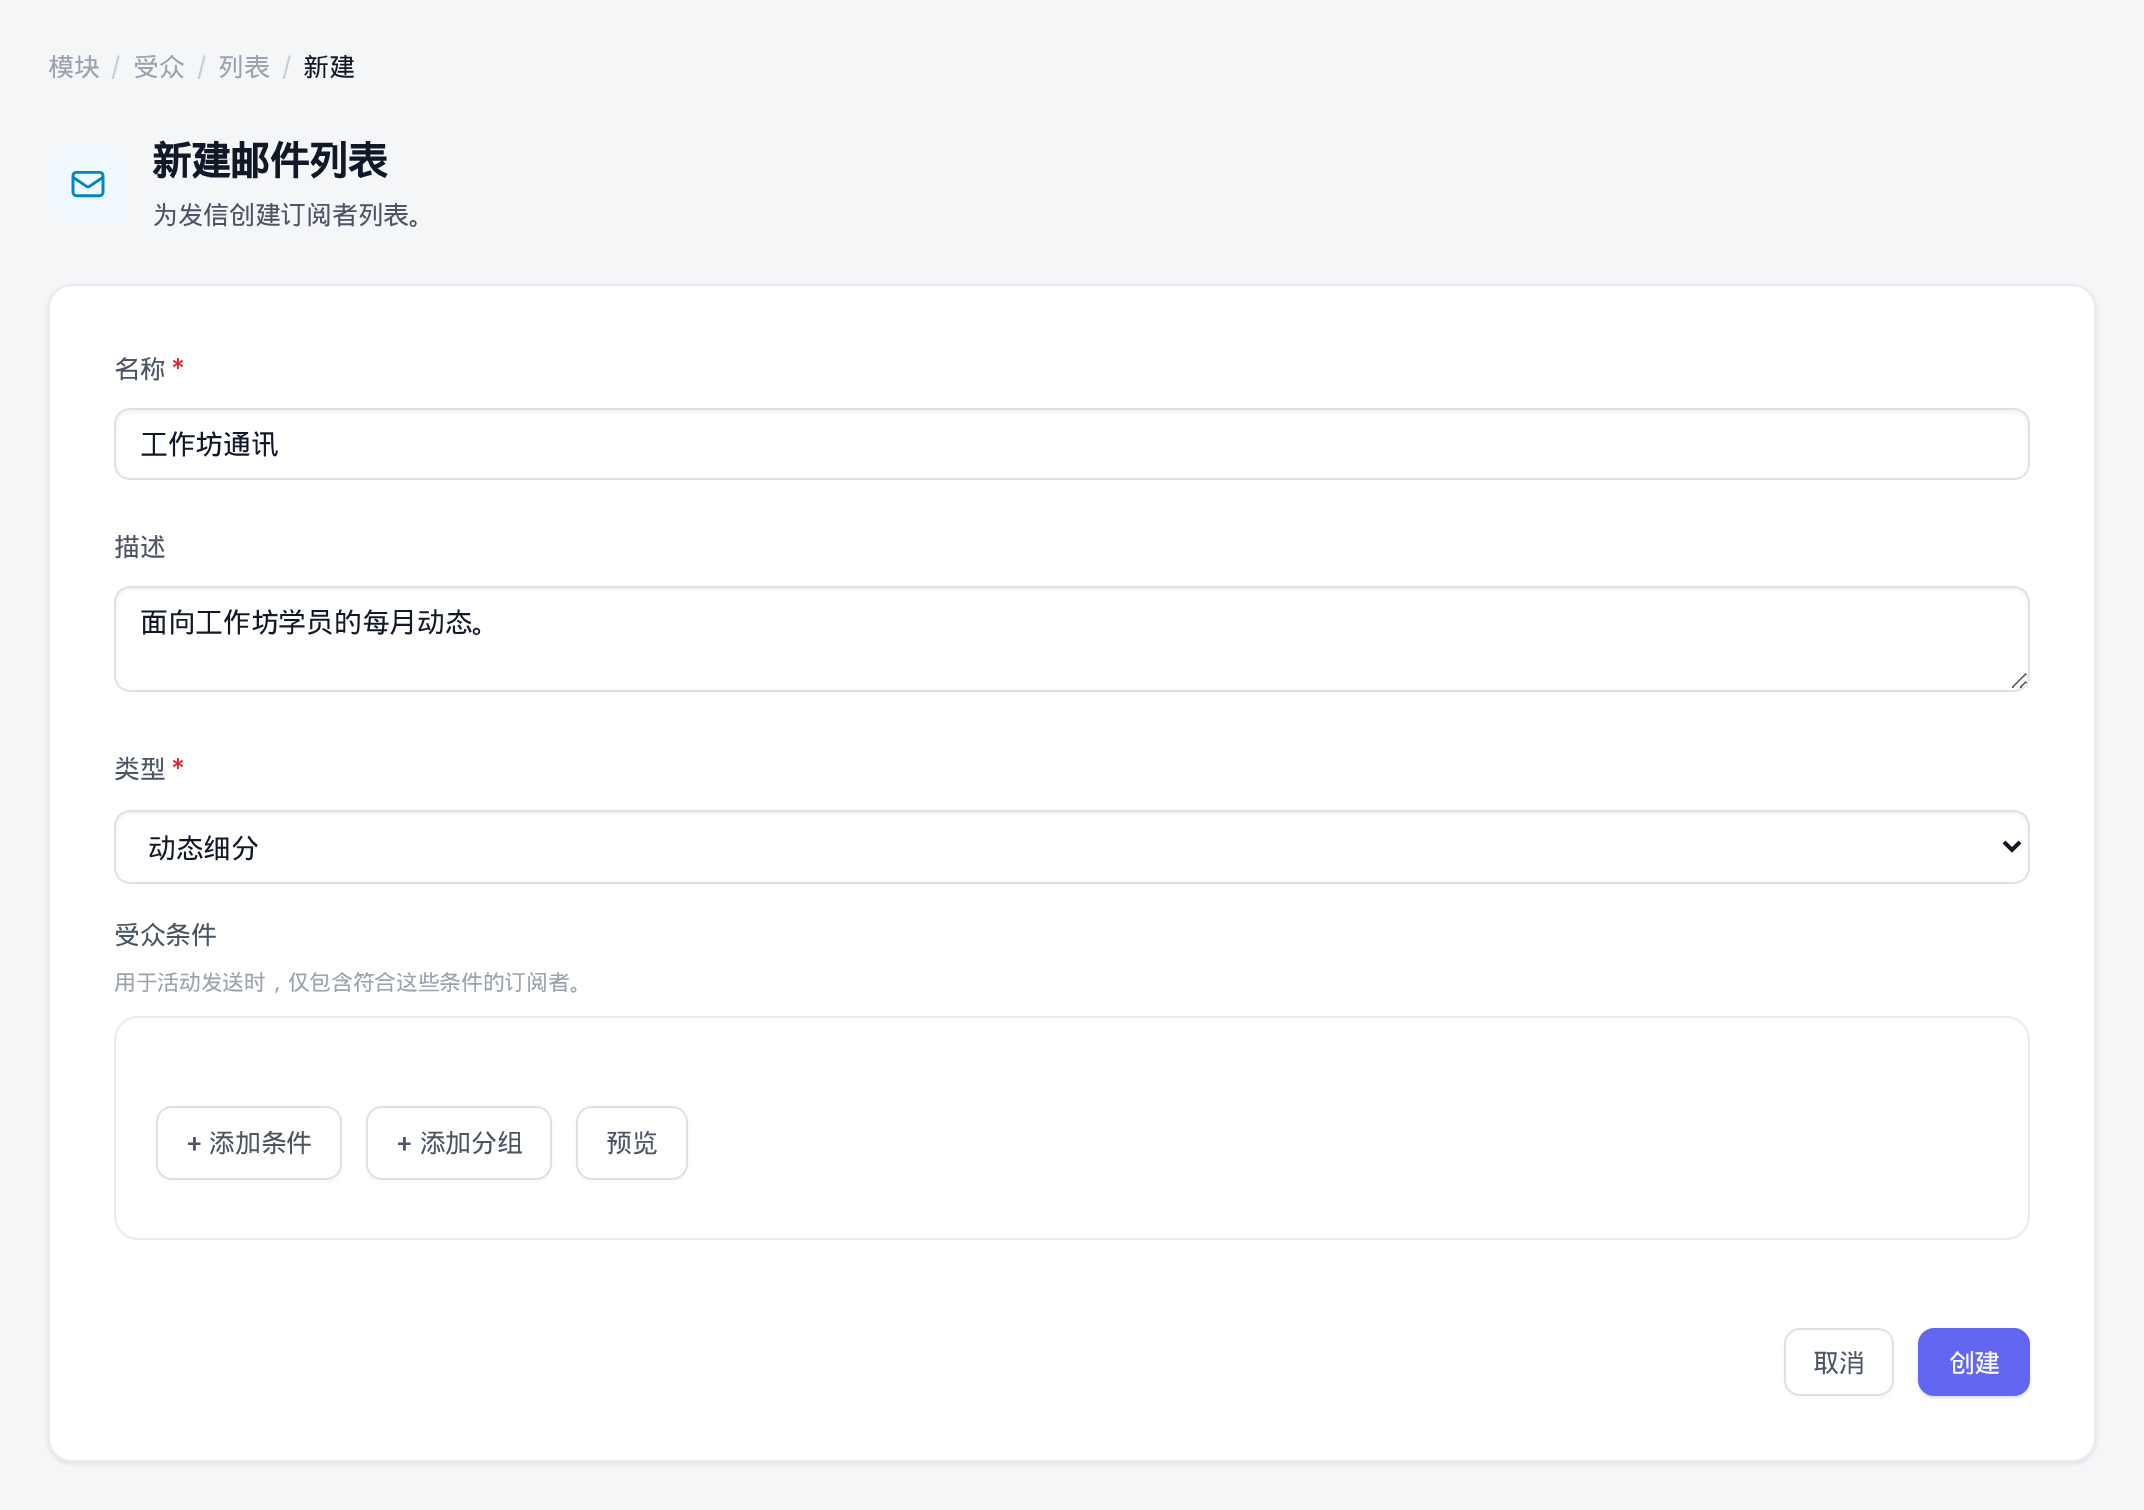 模块 / 受众 / 列表 / 新建
新建邮件列表
为发信创建订阅者列表。
名称 *
工作坊通讯
描述
面向工作坊学员的每月动态。
类型 *
动态细分
受众条件
用于活动发送时，仅包含符合这些条件的订阅者。
+ 添加条件 + 添加分组 预览
取消 创建